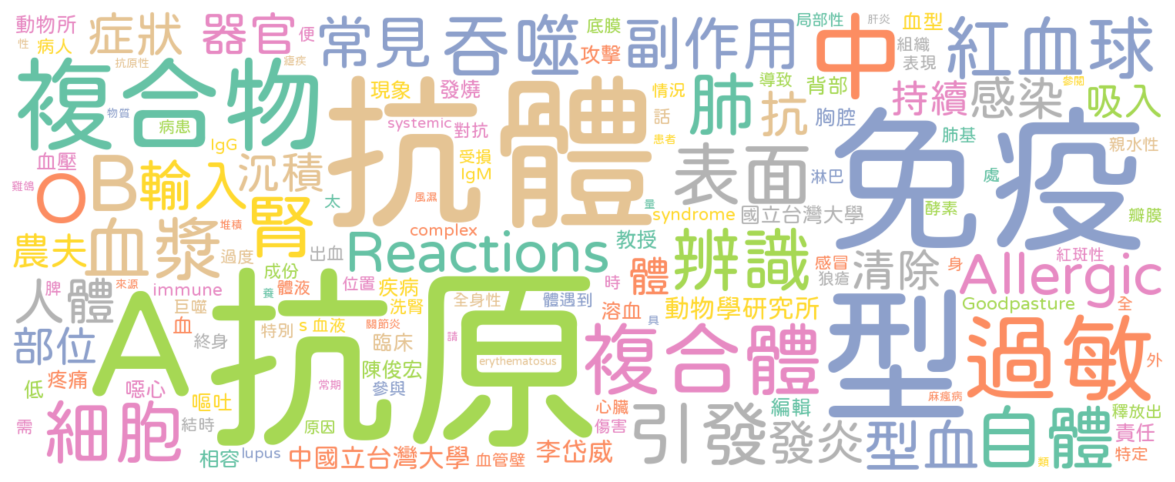 動物所 症狀 器官 便 常見 吞噬 底膜 副作用 局部性 中 肝炎 血型 紅血球
性 病人 抗原性 瘧疾 攻擊 組織 表現
複合物 現象 發燒 情況 肺 導致 背部 持續 感染 參閱 吸入
物質 病患 抗體 systemic 對抗 話 抗 胸腔 免疫 肺基
血壓 IgG 受損 患者 親水性
雞鴿 O B 輸入 沉積 太 風濕 IgM 量 表面 淋巴 處
堆積 腎 complex syndrome 國立台灣大學 酵素 瓣膜
農夫 血漿 過度 出血 Reactions 教授 辨識 感冒 身 紅斑性
來源 成份 位置 時 體 狼瘡 清除 Allergic
人體 脾 immune 養 體液 疾病 全身性 體遇到 溶血 動物學研究所 Goodpasture 全
巨噬 洗腎 具
部位 血 A 特別 s 血液 抗原 請 複合體 型 過敏
終身 關節炎 臨床 erythematosus 外
低 疼痛 噁心 陳俊宏 常期 參與 麻瘋病
細胞 嘔吐 心臟 引發 編輯 自體 釋放出
需 結時 原因 傷害 發炎 型血 責任
相容 lupus 中國立台灣大學 血管壁 李岱威 類 特定